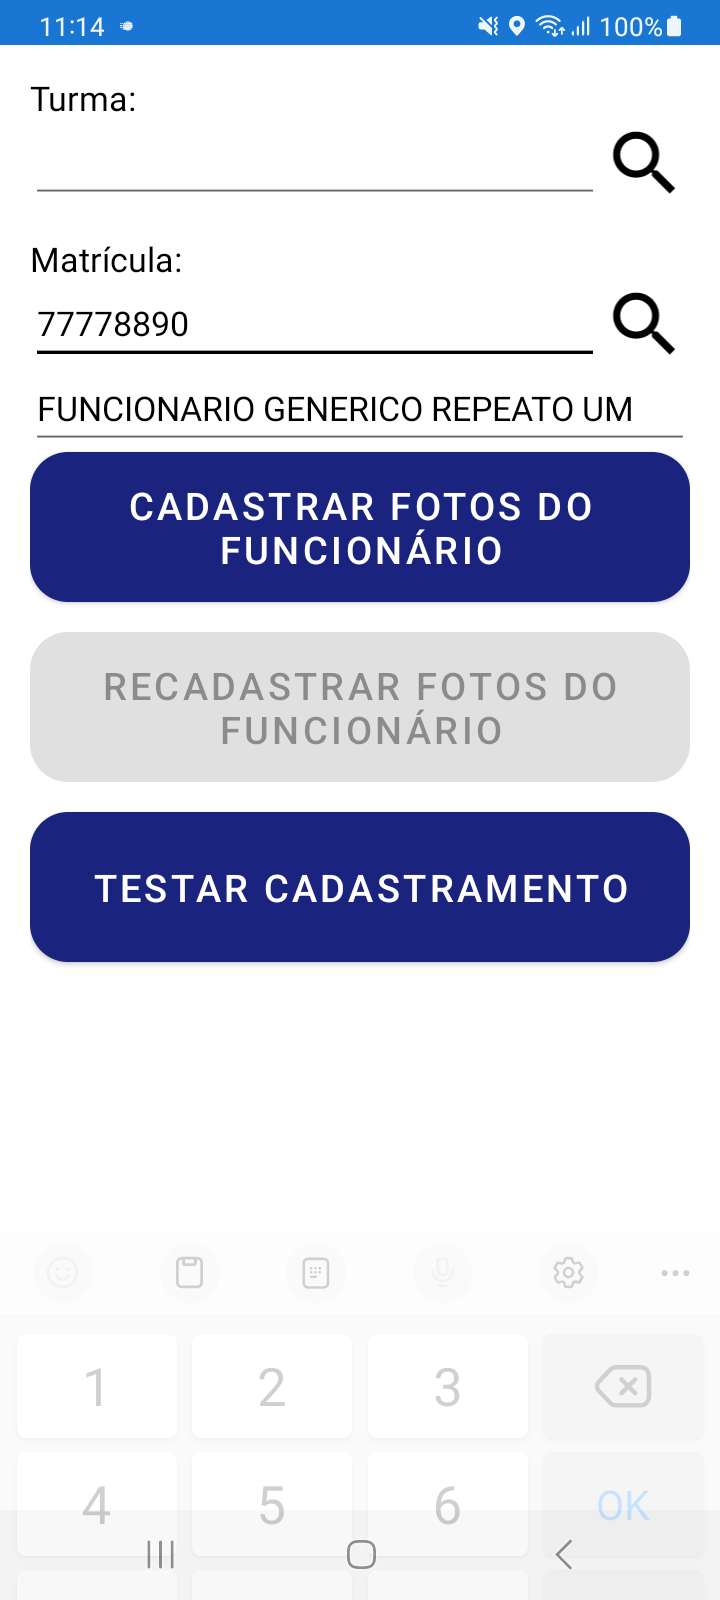 11:14 100%
Turma:
Matrícula:
77778890
FUNCIONARIO GENERICO REPEATO UM
CADASTRAR FOTOS DO
FUNCIONÁRIO
RECADASTRAR FOTOS DO
FUNCIONÁRIO
TESTAR CADASTRAMENTO
1 2 3
4 5 6 OK